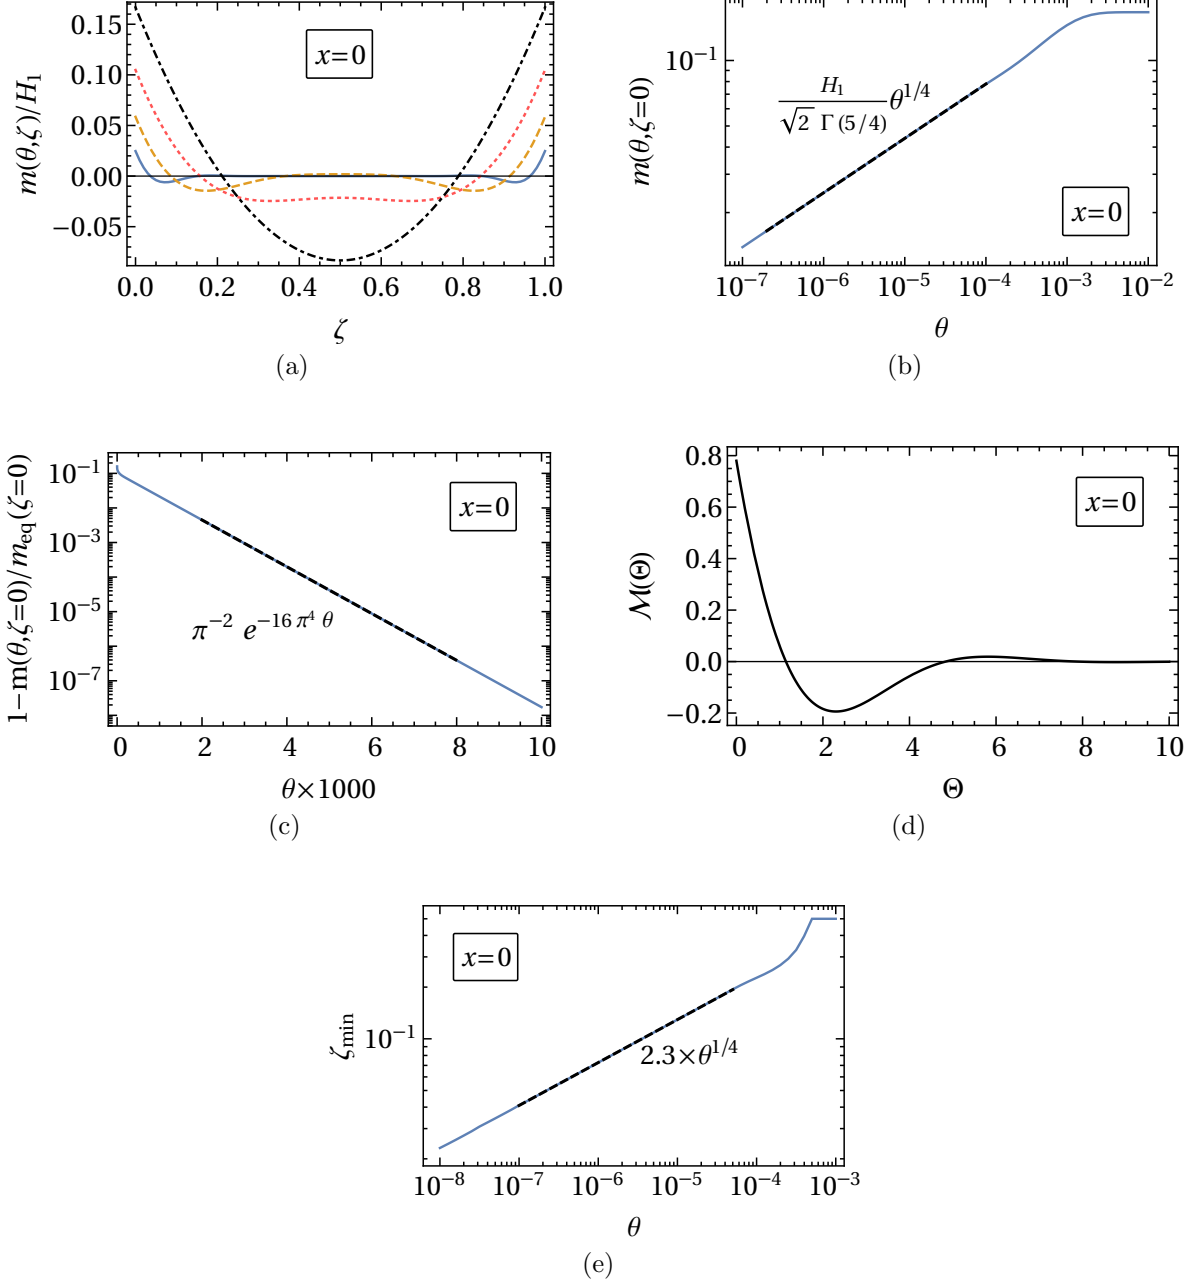 m(θ,ζ)/H₁
0.15
0.10
0.05
0.00
−0.05
x=0
0.0 0.2 0.4 0.6 0.8 1.0
ζ
(a)
m(θ,ζ=0)
10⁻¹
H₁/(√2 Γ(5/4)) θ^{1/4}
x=0
10⁻⁷ 10⁻⁶ 10⁻⁵ 10⁻⁴ 10⁻³ 10⁻²
θ
(b)
1−m(θ,ζ=0)/m_eq(ζ=0)
10⁻¹
10⁻³
10⁻⁵
10⁻⁷
x=0
π⁻² e^{−16π⁴θ}
0 2 4 6 8 10
θ×1000
(c)
ℳ(Θ)
0.8
0.6
0.4
0.2
0.0
−0.2
x=0
0 2 4 6 8 10
Θ
(d)
ζ_min
10⁻¹
x=0
2.3×θ^{1/4}
10⁻⁸ 10⁻⁷ 10⁻⁶ 10⁻⁵ 10⁻⁴ 10⁻³
θ
(e)